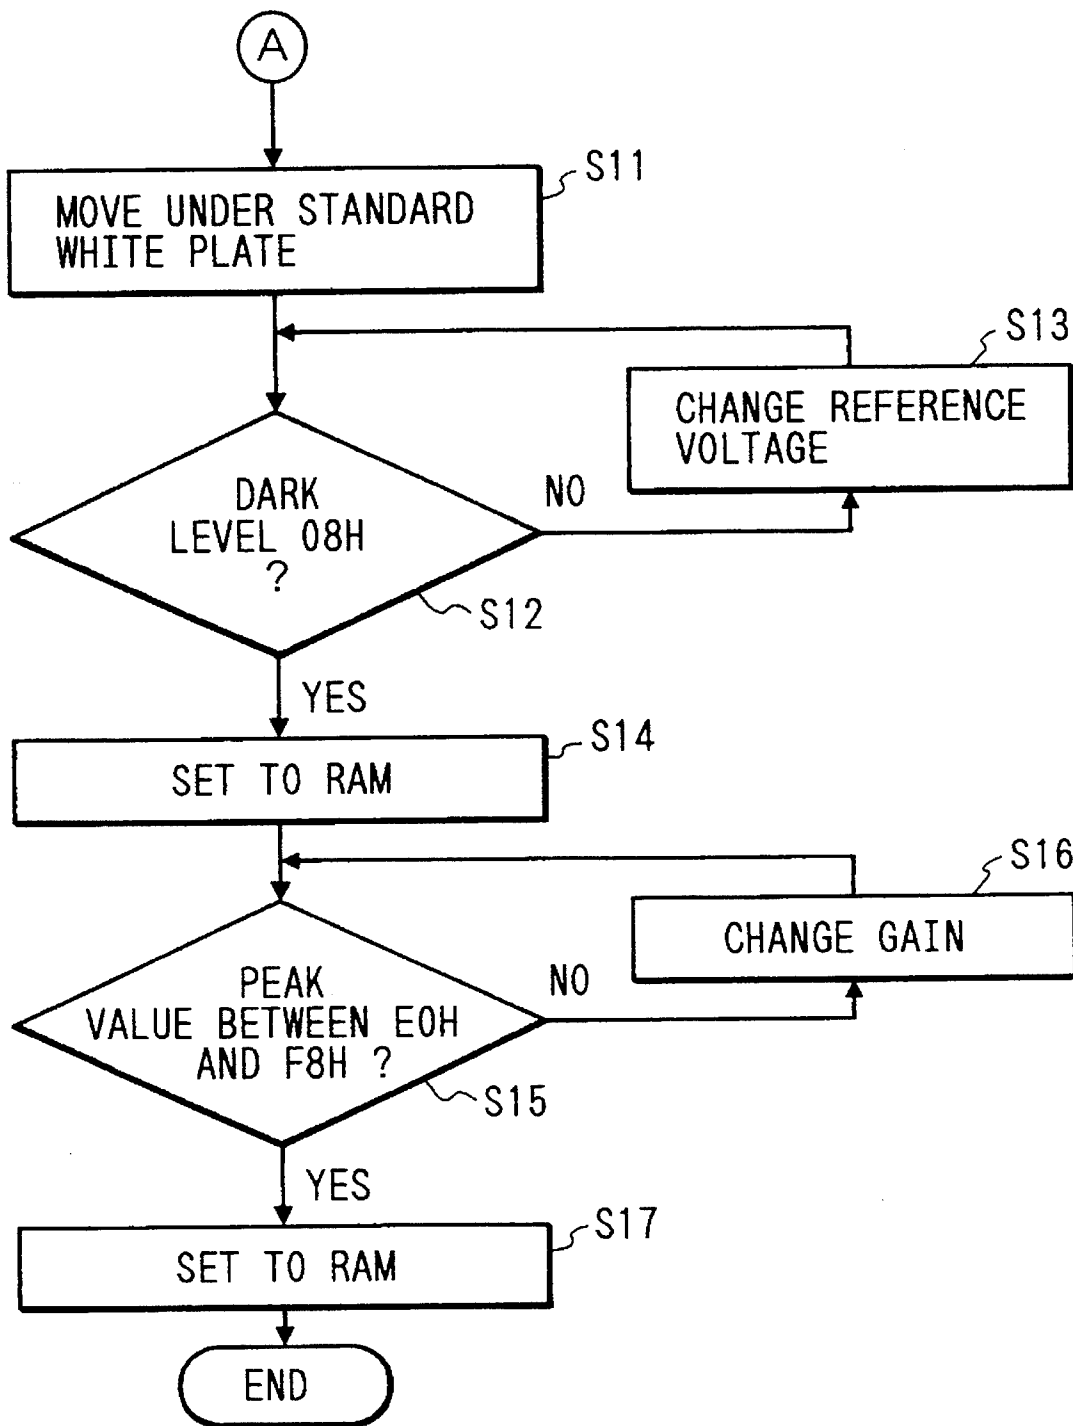 A
S11
MOVE UNDER STANDARD
WHITE PLATE
S13
CHANGE REFERENCE
VOLTAGE
DARK
LEVEL 08H
?
NO
S12
YES
S14
SET TO RAM
S16
CHANGE GAIN
PEAK
VALUE BETWEEN E0H
AND F8H ?
NO
S15
YES
S17
SET TO RAM
END